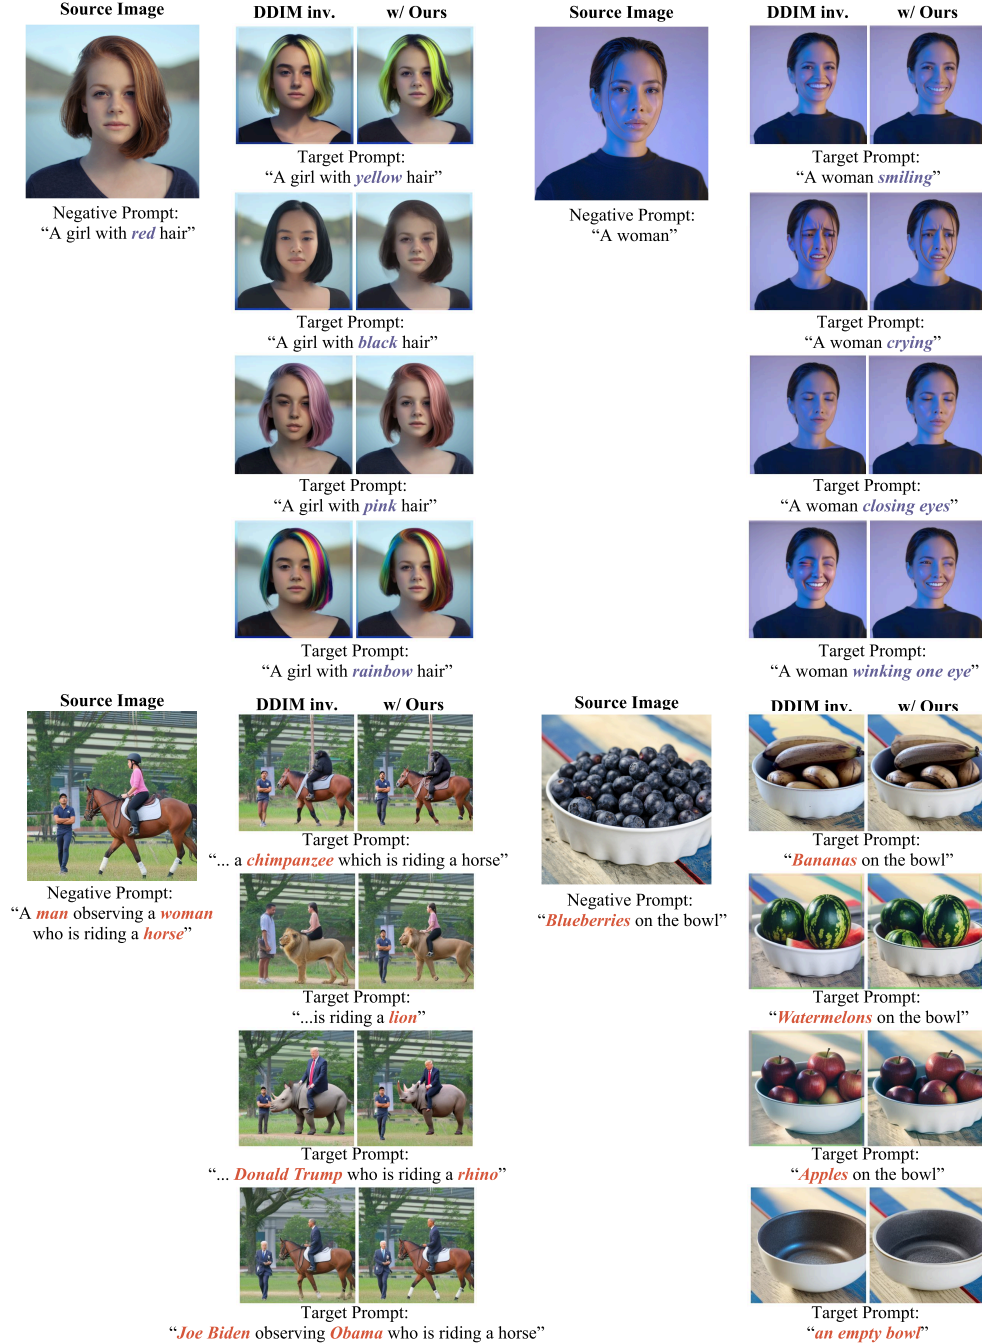 Source Image
DDIM inv.
w/ Ours
Target Prompt:
“A girl with yellow hair”
Negative Prompt:
“A girl with red hair”
Target Prompt:
“A girl with black hair”
Target Prompt:
“A girl with pink hair”
Target Prompt:
“A girl with rainbow hair”
Source Image
DDIM inv.
w/ Ours
Target Prompt:
“A woman smiling”
Negative Prompt:
“A woman”
Target Prompt:
“A woman crying”
Target Prompt:
“A woman closing eyes”
Target Prompt:
“A woman winking one eye”
Source Image
DDIM inv.
w/ Ours
Target Prompt:
“... a chimpanzee which is riding a horse”
Negative Prompt:
“A man observing a woman
who is riding a horse”
Target Prompt:
“...is riding a lion”
Target Prompt:
“... Donald Trump who is riding a rhino”
Target Prompt:
“Joe Biden observing Obama who is riding a horse”
Source Image
DDIM inv.
w/ Ours
Target Prompt:
“Bananas on the bowl”
Negative Prompt:
“Blueberries on the bowl”
Target Prompt:
“Watermelons on the bowl”
Target Prompt:
“Apples on the bowl”
Target Prompt:
“an empty bowl”